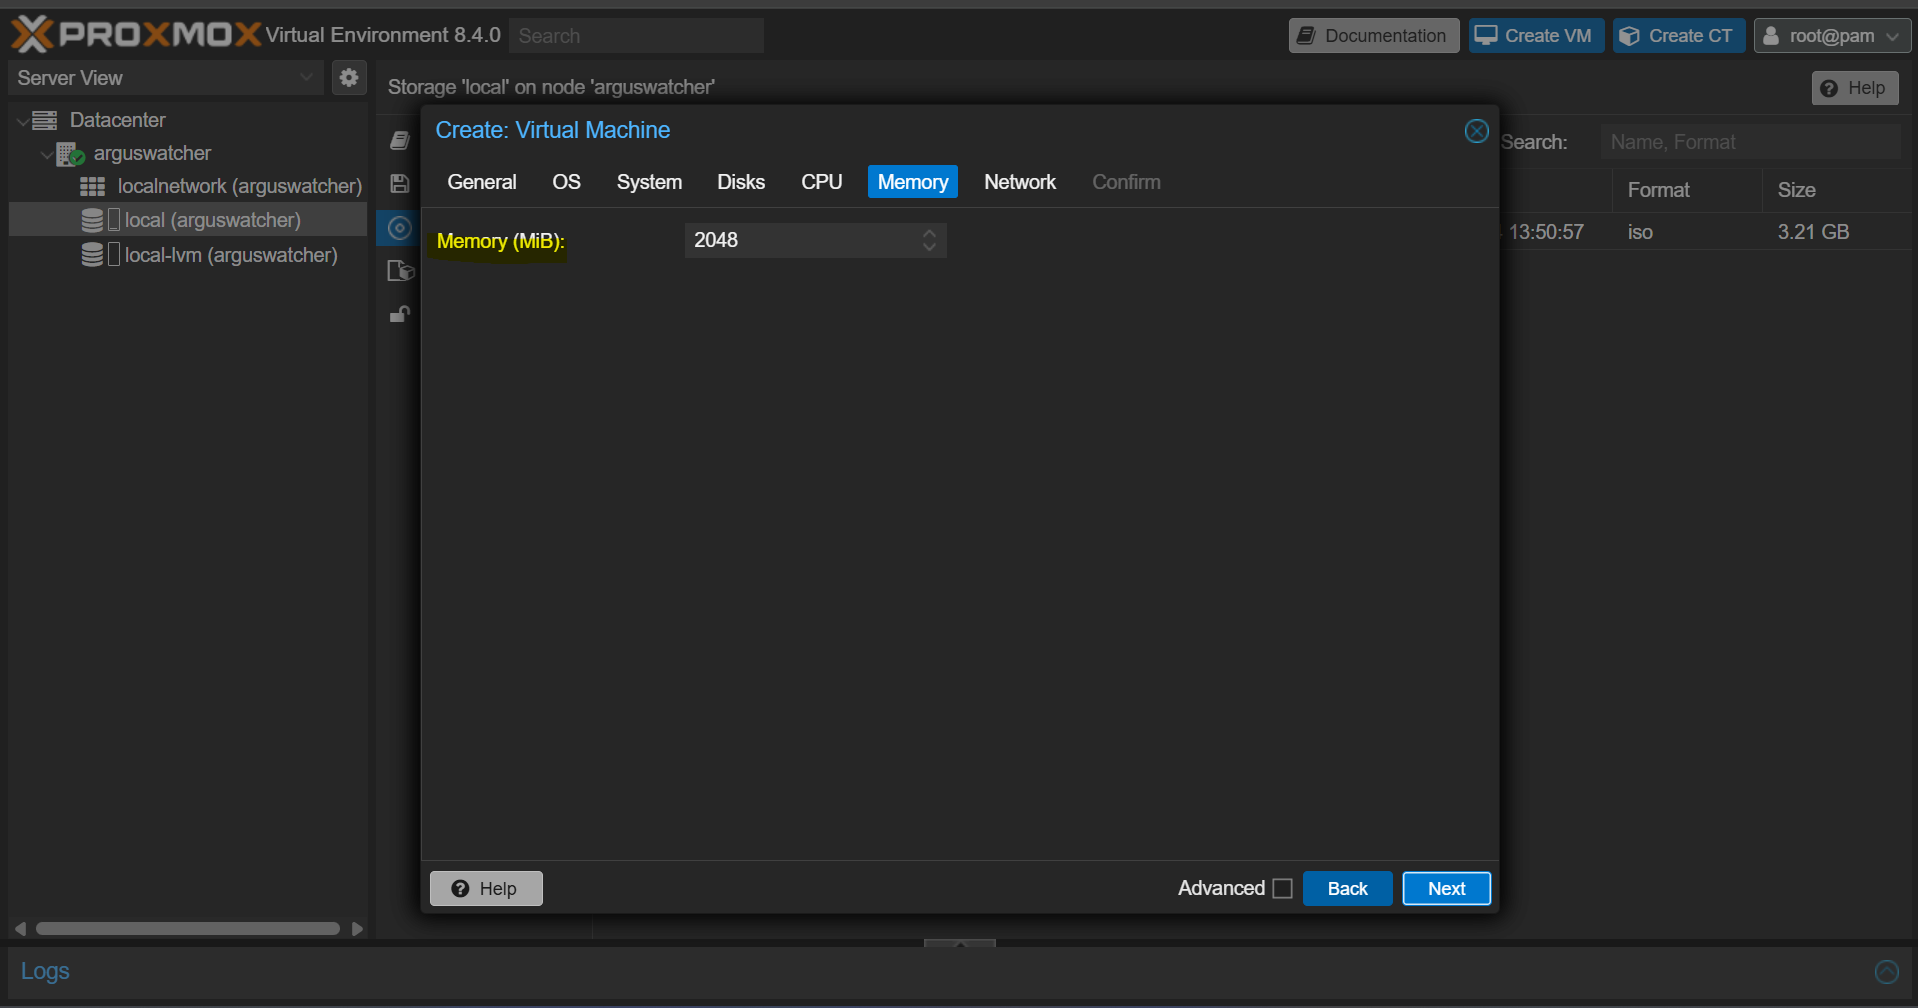 PROXMOX Virtual Environment 8.4.0 Search Documentation Create VM Create CT root@pam
Server View
Storage 'local' on node 'arguswatcher' Help
Datacenter
arguswatcher
localnetwork (arguswatcher)
local (arguswatcher)
local-lvm (arguswatcher)
Search: Name, Format
Format Size
13:50:57 iso 3.21 GB
Create: Virtual Machine
General OS System Disks CPU Memory Network Confirm
Memory (MiB): 2048
Help Advanced Back Next
Logs